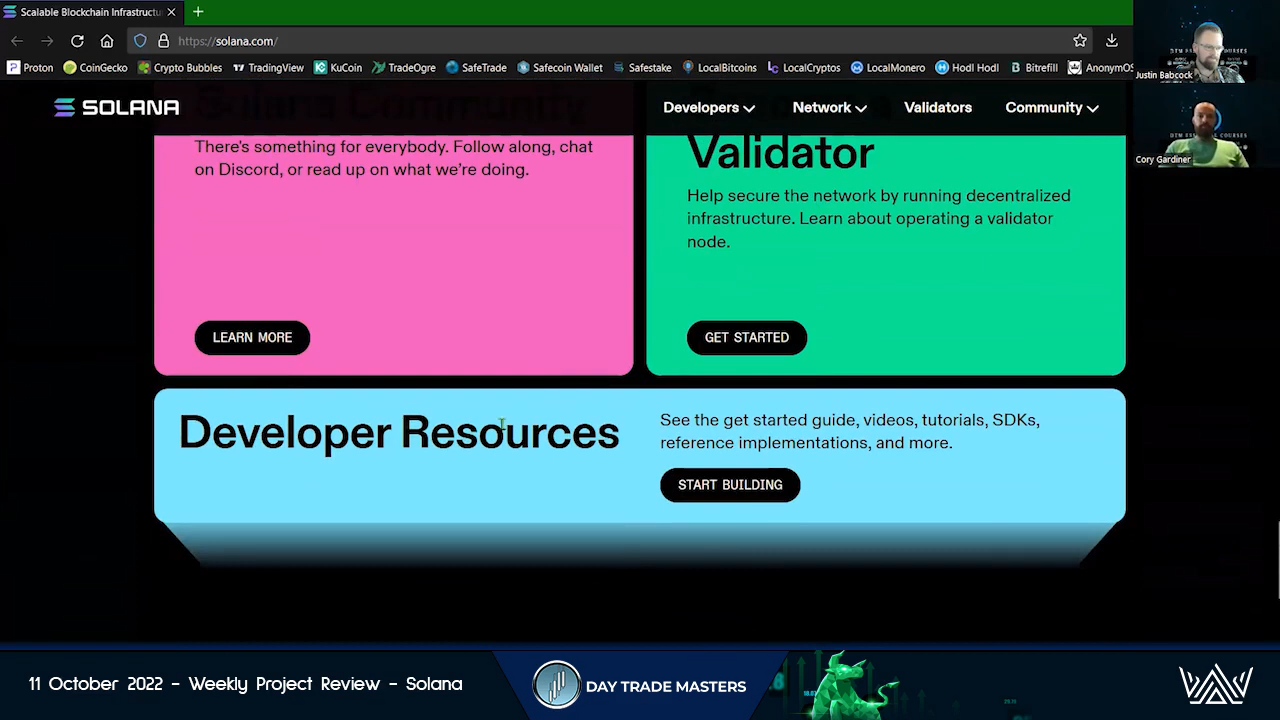 Scalable Blockchain Infrastructu
https://solana.com/
Proton CoinGecko Crypto Bubbles TradingView KuCoin TradeOgre SafeTrade Safecoin Wallet Safestake LocalBitcoins LocalCryptos LocalMonero Hodl Hodl Bitrefill AnonymOS
Justin Babcock
Cory Gardiner
SOLANA
Developers Network Validators Community
There's something for everybody. Follow along, chat
on Discord, or read up on what we're doing.
LEARN MORE
Validator
Help secure the network by running decentralized
infrastructure. Learn about operating a validator
node.
GET STARTED
Developer Resources
See the get started guide, videos, tutorials, SDKs,
reference implementations, and more.
START BUILDING
11 October 2022 - Weekly Project Review - Solana
DAY TRADE MASTERS